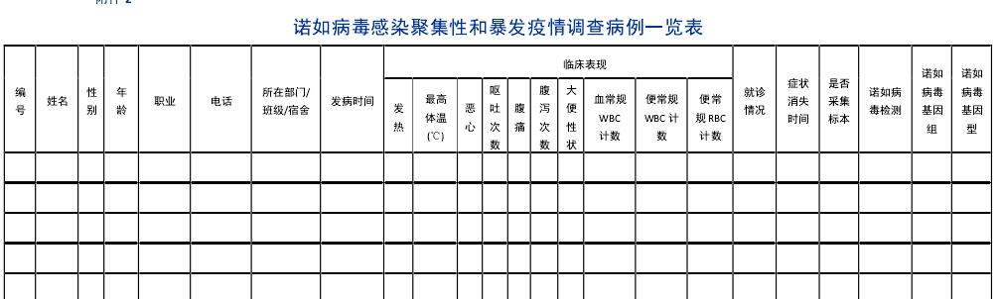 诺如病毒感染聚集性和暴发疫情调查病例一览表
编号
姓名
性别
年龄
职业
电话
所在部门/
班级/宿舍
发病时间
临床表现
发热
最高
体温
(℃)
恶心
呕吐次数
腹痛
腹泻次数
大便性状
血常规
WBC
计数
便常规
WBC 计
数
便常
规 RBC
计数
就诊
情况
症状
消失
时间
是否
采集
标本
诺如病
毒检测
诺如
病毒
基因
组
诺如
病毒
基因
型